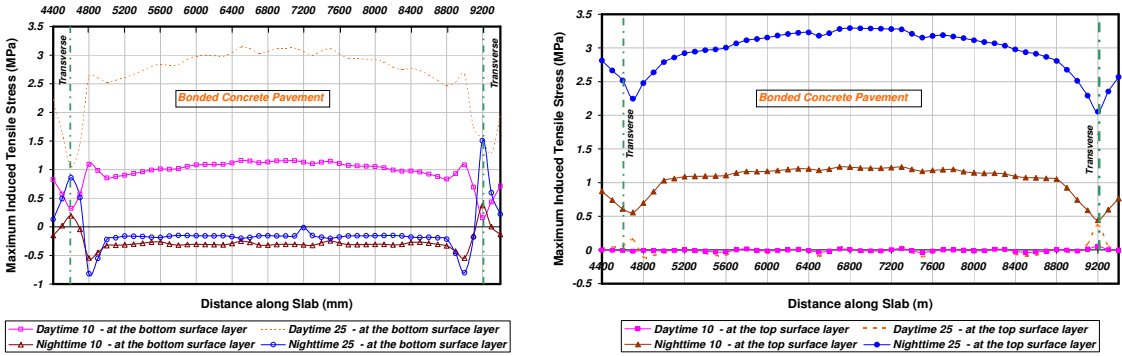 4400 4800 5200 5600 6000 6400 6800 7200 7600 8000 8400 8800 9200
3.5
3
2.5
2
1.5
1
0.5
0
-0.5
-1
Maximum Induced Tensile Stress (MPa)
Transverse
Transverse
Bonded Concrete Pavement
Distance along Slab (mm)
Daytime 10 - at the bottom surface layer
Daytime 25 - at the bottom surface layer
Nighttime 10 - at the bottom surface layer
Nighttime 25 - at the bottom surface layer
3.5
3
2.5
2
1.5
1
0.5
0
-0.5
Maximum Induced Tensile Stress (MPa)
Bonded Concrete Pavement
Transverse
Transverse
4400 4800 5200 5600 6000 6400 6800 7200 7600 8000 8400 8800 9200
Distance along Slab (m)
Daytime 10 - at the top surface layer
Daytime 25 - at the top surface layer
Nighttime 10 - at the top surface layer
Nighttime 25 - at the top surface layer